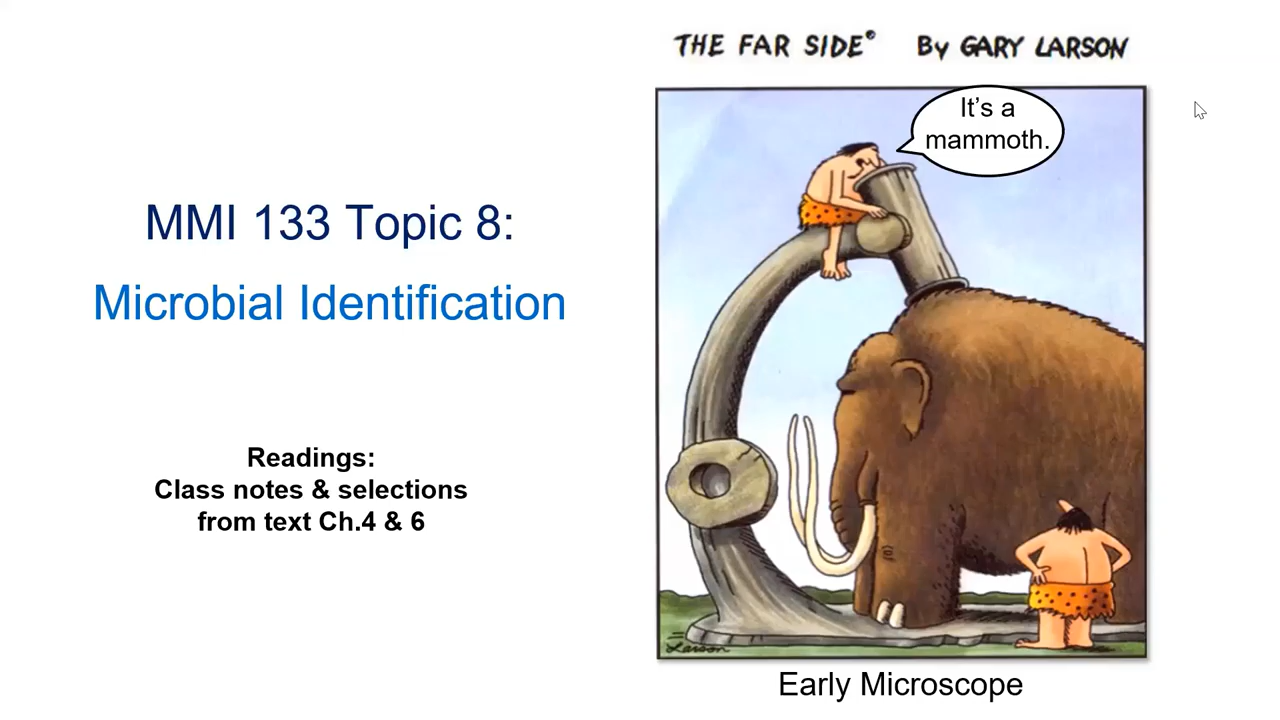 MMI 133 Topic 8:
Microbial Identification
Readings:
Class notes & selections
from text Ch.4 & 6
THE FAR SIDE® By GARY LARSON
It's a
mammoth.
Larson
Early Microscope